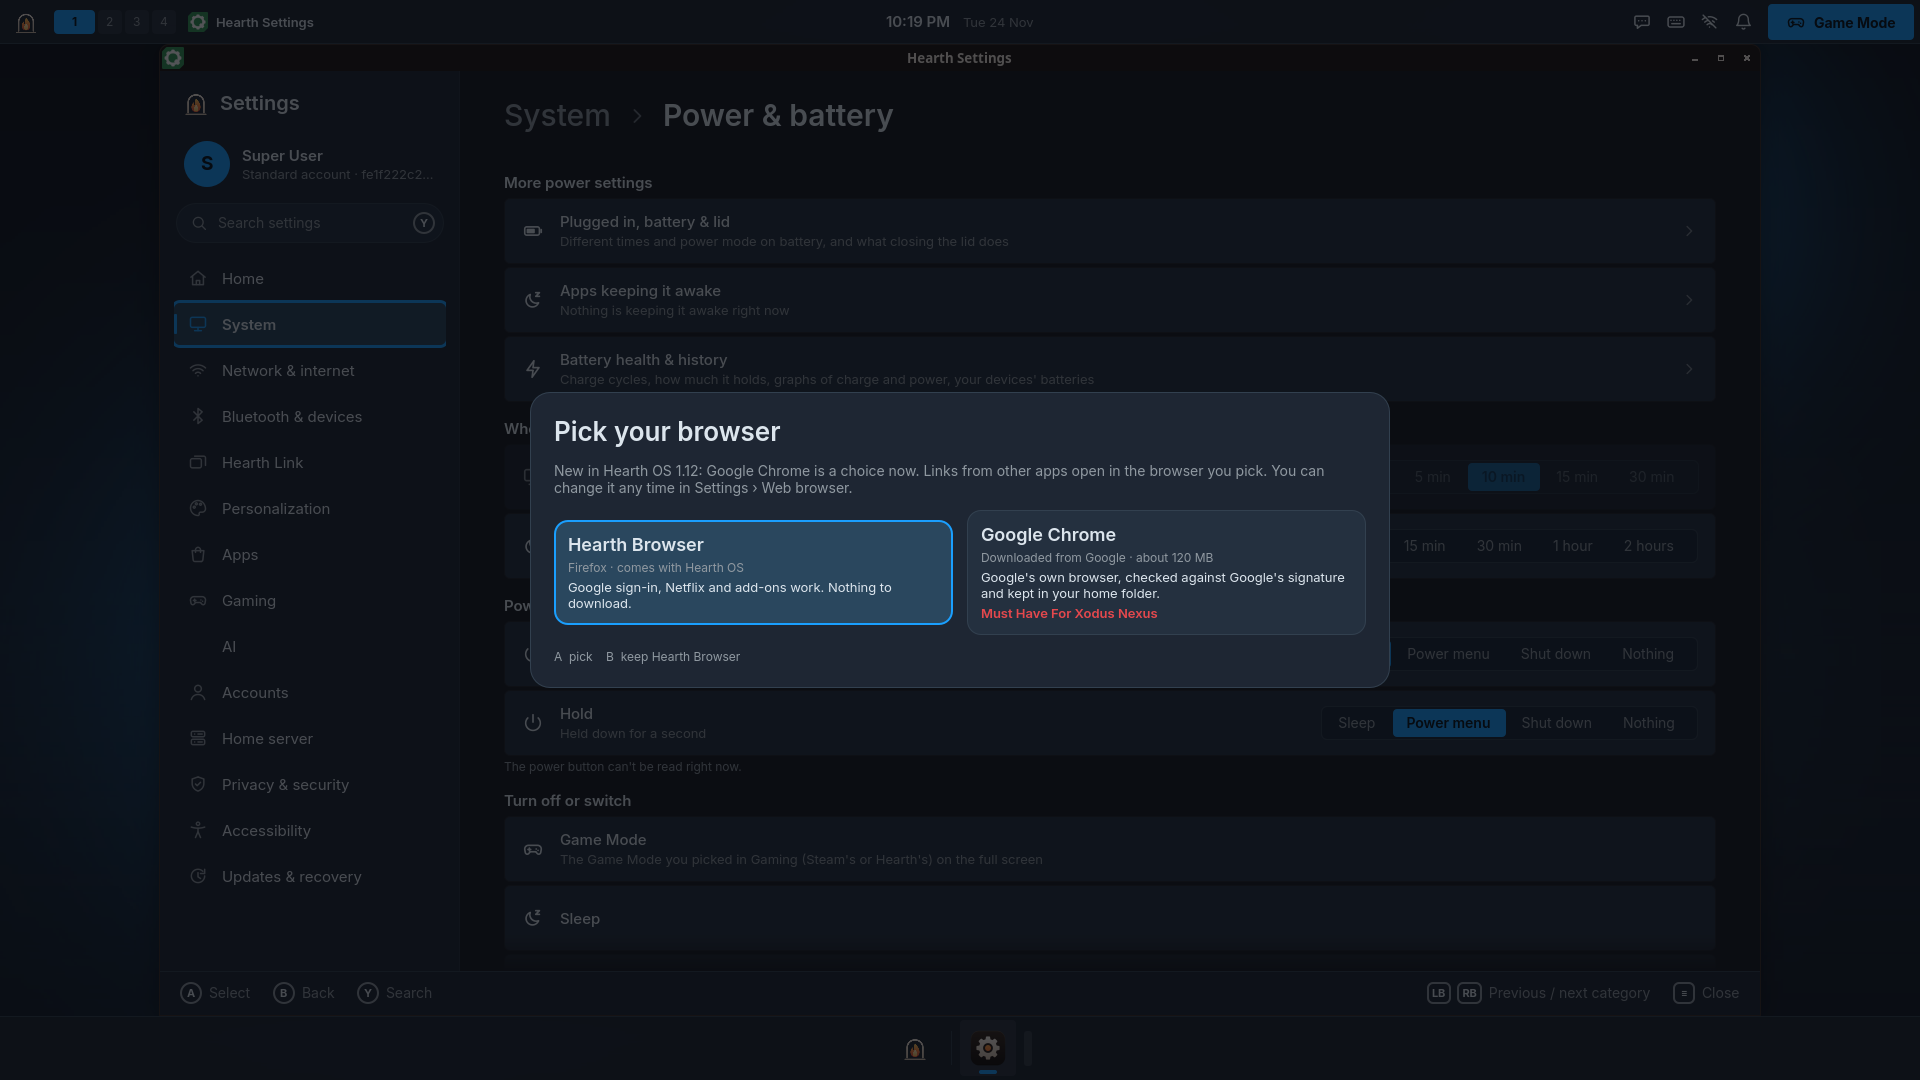 1 2 3 4 Hearth Settings
10:19 PM Tue 24 Nov
Game Mode
Hearth Settings
Settings
S
Super User
Standard account · fe1f222c2...
Search settings Y
Home
System
Network & internet
Bluetooth & devices
Hearth Link
Personalization
Apps
Gaming
AI
Accounts
Home server
Privacy & security
Accessibility
Updates & recovery
System › Power & battery
More power settings
Plugged in, battery & lid
Different times and power mode on battery, and what closing the lid does
Apps keeping it awake
Nothing is keeping it awake right now
Battery health & history
Charge cycles, how much it holds, graphs of charge and power, your devices' batteries
5 min 10 min 15 min 30 min
15 min 30 min 1 hour 2 hours
Pick your browser
New in Hearth OS 1.12: Google Chrome is a choice now. Links from other apps open in the browser you pick. You can
change it any time in Settings › Web browser.
Hearth Browser
Firefox · comes with Hearth OS
Google sign-in, Netflix and add-ons work. Nothing to
download.
Google Chrome
Downloaded from Google · about 120 MB
Google's own browser, checked against Google's signature
and kept in your home folder.
Must Have For Xodus Nexus
A pick B keep Hearth Browser
Power menu Shut down Nothing
Hold
Held down for a second
Sleep Power menu Shut down Nothing
The power button can't be read right now.
Turn off or switch
Game Mode
The Game Mode you picked in Gaming (Steam's or Hearth's) on the full screen
Sleep
A Select B Back Y Search
LB RB Previous / next category Close